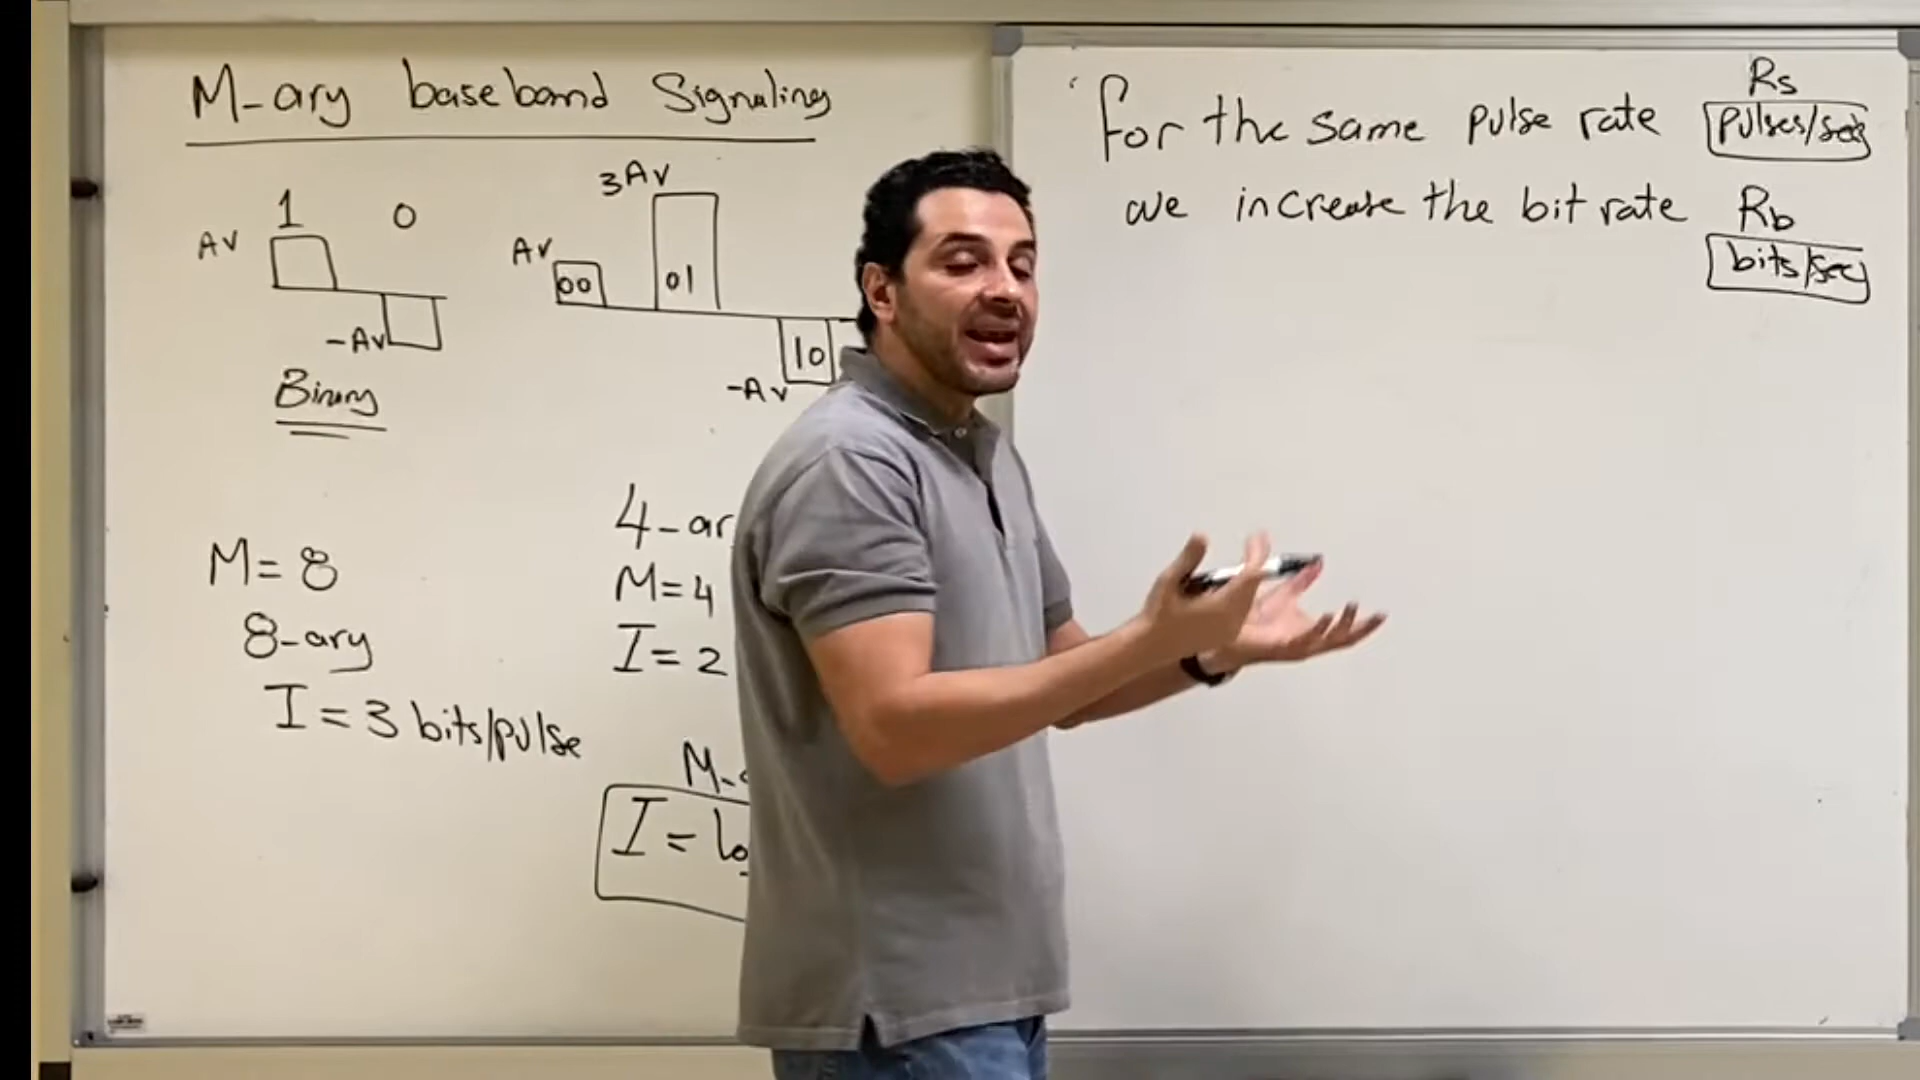 M-ary baseband Signaling
1 0
AV
-AV
Binary
3AV
AV
00 01
10
-AV
M=8
8-ary
I=3 bits/pulse
4-ar
M=4
I=2
M-
I=lo
for the same pulse rate Rs
pulses/sec
we increase the bit rate Rb
bits/sec